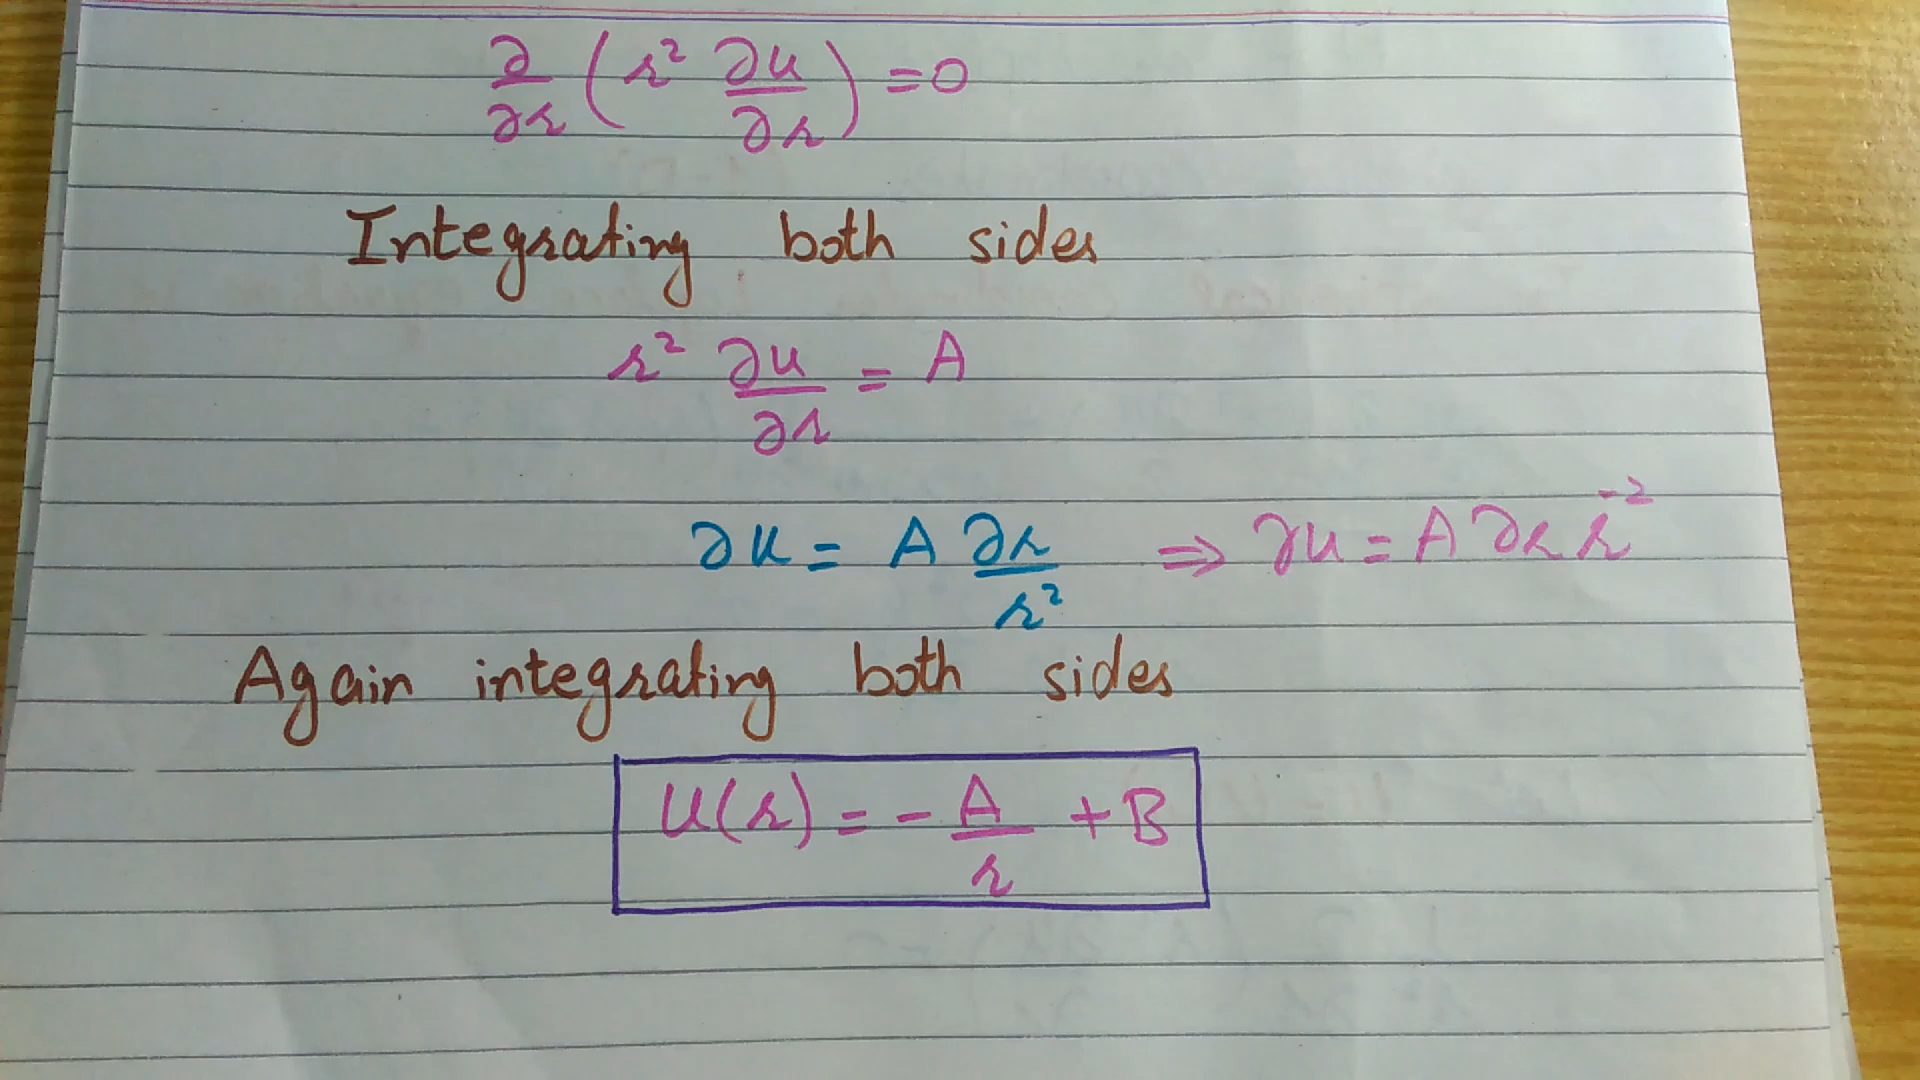 ∂/∂r (r² ∂u/∂r) = 0
Integrating both sides
r² ∂u/∂r = A
∂u = A ∂r/r² ⇒ ∂u = A ∂r r⁻²
Again integrating both sides
U(r) = - A/r + B